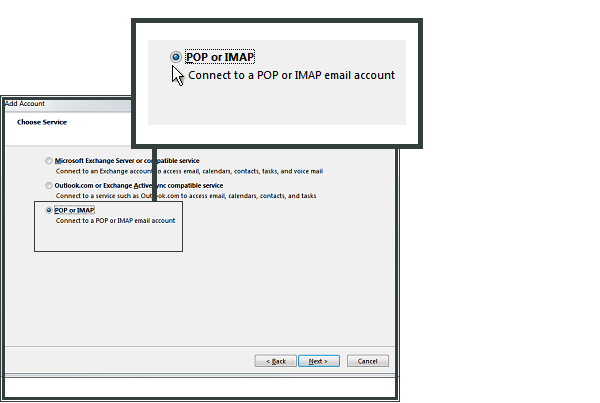 POP or IMAP
Connect to a POP or IMAP email account
Add Account
Choose Service
Microsoft Exchange Server or compatible service
Connect to an Exchange account to access email, calendars, contacts, tasks, and voice mail
Outlook.com or Exchange ActiveSync compatible service
Connect to a service such as Outlook.com to access email, calendars, contacts, and tasks
POP or IMAP
Connect to a POP or IMAP email account
< Back Next > Cancel